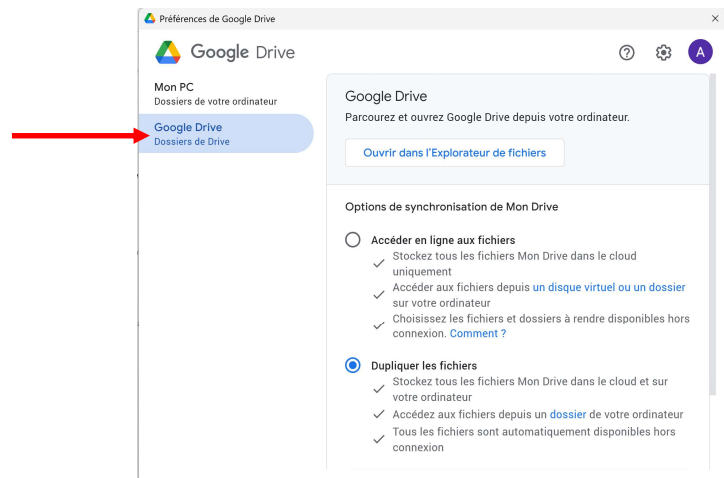 Préférences de Google Drive
Google Drive
A
Mon PC
Dossiers de votre ordinateur
Google Drive
Dossiers de Drive
Google Drive
Parcourez et ouvrez Google Drive depuis votre ordinateur.
Ouvrir dans l'Explorateur de fichiers
Options de synchronisation de Mon Drive
Accéder en ligne aux fichiers
Stockez tous les fichiers Mon Drive dans le cloud
uniquement
Accéder aux fichiers depuis un disque virtuel ou un dossier
sur votre ordinateur
Choisissez les fichiers et dossiers à rendre disponibles hors
connexion. Comment ?
Dupliquer les fichiers
Stockez tous les fichiers Mon Drive dans le cloud et sur
votre ordinateur
Accédez aux fichiers depuis un dossier de votre ordinateur
Tous les fichiers sont automatiquement disponibles hors
connexion